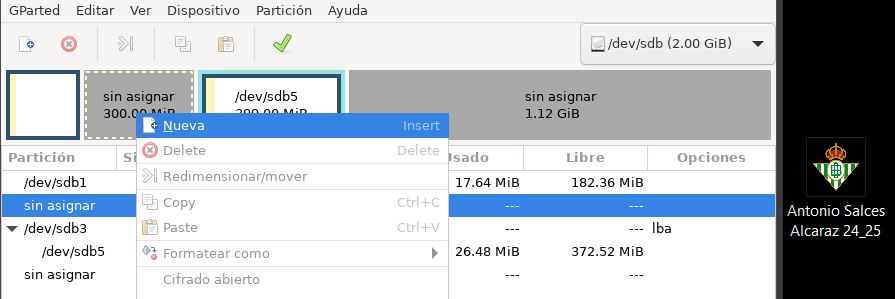 GParted Editar Ver Dispositivo Partición Ayuda
/dev/sdb (2.00 GiB)
sin asignar
300.00 MiB
/dev/sdb5
399.00 MiB
sin asignar
1.12 GiB
Nueva Insert
Delete Delete
Redimensionar/mover
Copy Ctrl+C
Paste Ctrl+V
Formatear como
Cifrado abierto
Partición Si Usado Libre Opciones
/dev/sdb1 17.64 MiB 182.36 MiB
sin asignar --- ---
/dev/sdb3 --- --- lba
/dev/sdb5 26.48 MiB 372.52 MiB
sin asignar --- ---
Antonio Salces
Alcaraz 24_25